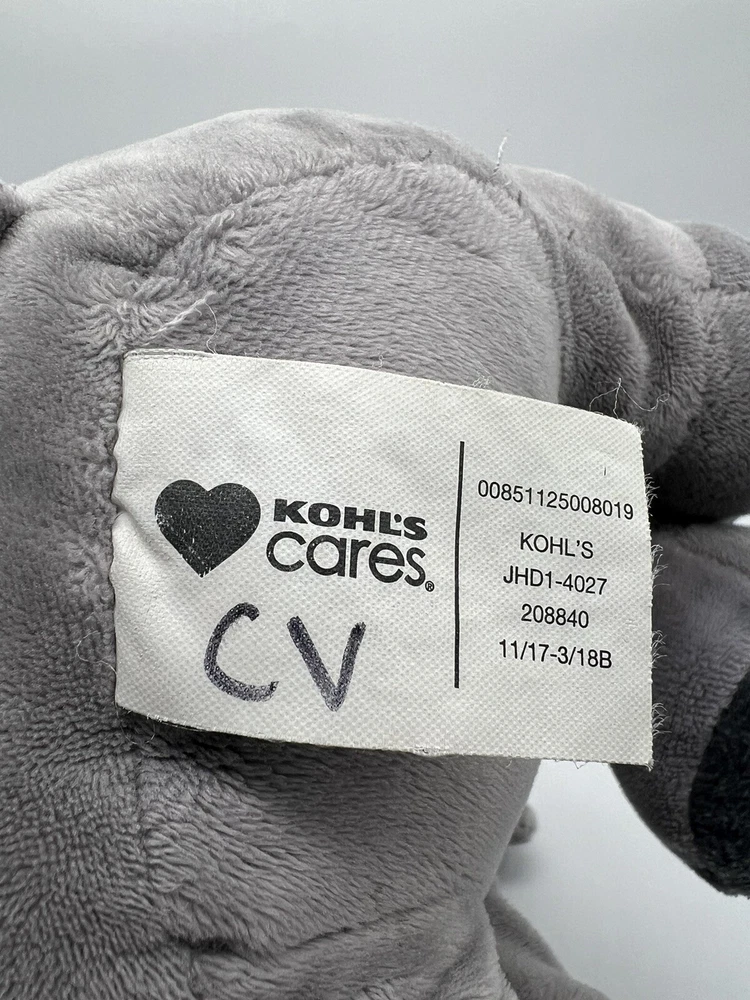 KOHL'S
cares®
CV
00851125008019
KOHL'S
JHD1-4027
208840
11/17-3/18B